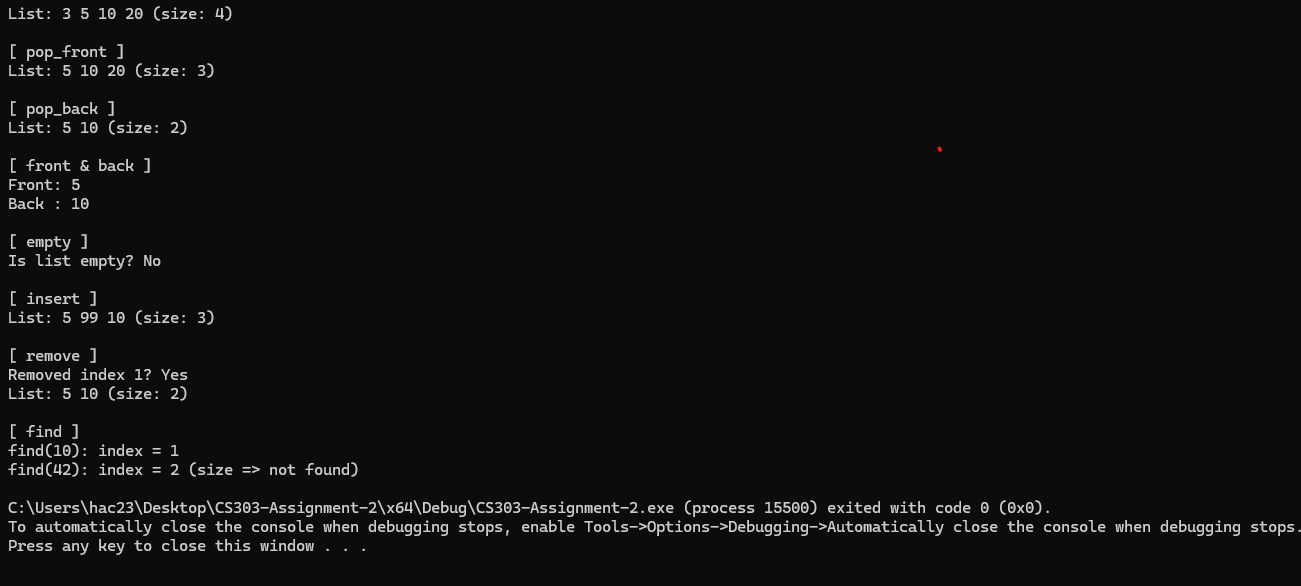 List: 3 5 10 20 (size: 4)
[ pop_front ]
List: 5 10 20 (size: 3)
[ pop_back ]
List: 5 10 (size: 2)
[ front & back ]
Front: 5
Back : 10
[ empty ]
Is list empty? No
[ insert ]
List: 5 99 10 (size: 3)
[ remove ]
Removed index 1? Yes
List: 5 10 (size: 2)
[ find ]
find(10): index = 1
find(42): index = 2 (size => not found)
C:\Users\hac23\Desktop\CS303-Assignment-2\x64\Debug\CS303-Assignment-2.exe (process 15500) exited with code 0 (0x0).
To automatically close the console when debugging stops, enable Tools->Options->Debugging->Automatically close the console when debugging stops.
Press any key to close this window . . .